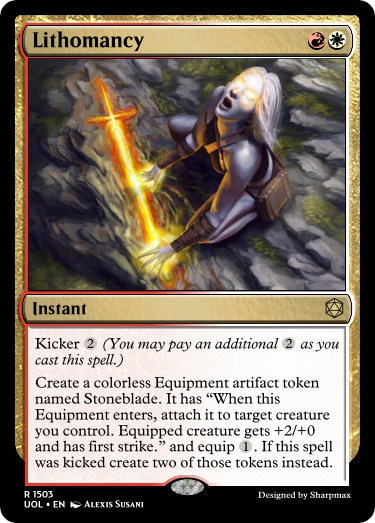 Lithomancy
Instant
Kicker 2 (You may pay an additional 2 as you
cast this spell.)
Create a colorless Equipment artifact token
named Stoneblade. It has “When this
Equipment enters, attach it to target creature
you control. Equipped creature gets +2/+0
and has first strike.” and equip 1. If this spell
was kicked create two of those tokens instead.
R 1503
UOL • EN Alexis Susani
Designed by Sharpmax